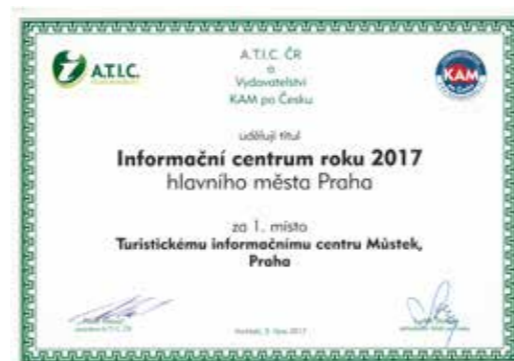 A.T.I.C.
A.T.I.C. ČR
a
Vydavatelství
KAM po Česku
KAM
udělují titul
Informační centrum roku 2017
hlavního města Praha
za 1. místo
Turistickému informačnímu centru Můstek,
Praha
2017